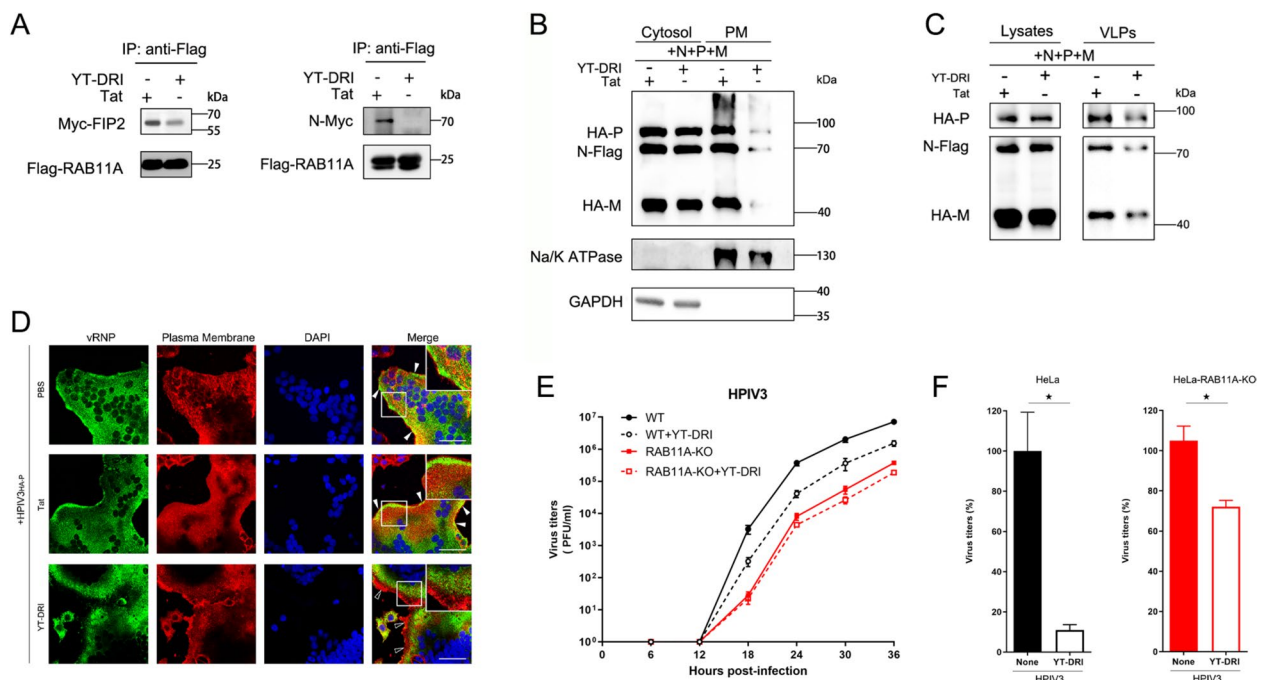 A
IP: anti-Flag
YT-DRI - +
Tat + -
kDa
Myc-FIP2
70
55
Flag-RAB11A
25
IP: anti-Flag
YT-DRI - +
Tat + -
kDa
N-Myc
70
Flag-RAB11A
25
B
Cytosol PM
+N+P+M
YT-DRI - + - +
Tat + - + -
kDa
100
HA-P
N-Flag
70
HA-M
40
Na/K ATPase
130
GAPDH
40
35
C
Lysates VLPs
+N+P+M
YT-DRI - + - +
Tat + - + -
kDa
HA-P
100
N-Flag
70
HA-M
40
D
vRNP Plasma Membrane DAPI Merge
+HPIV3HA-P
PBS
Tat
YT-DRI
E
HPIV3
WT
WT+YT-DRI
RAB11A-KO
RAB11A-KO+YT-DRI
Virus titers
( PFU/ml)
10⁷
10⁶
10⁵
10⁴
10³
10²
10¹
10⁰
0 6 12 18 24 30 36
Hours post-infection
F
HeLa
★
Virus titers (%)
120
100
80
60
40
20
0
None YT-DRI
HPIV3
HeLa-RAB11A-KO
★
Virus titers (%)
120
100
80
60
40
20
0
None YT-DRI
HPIV3